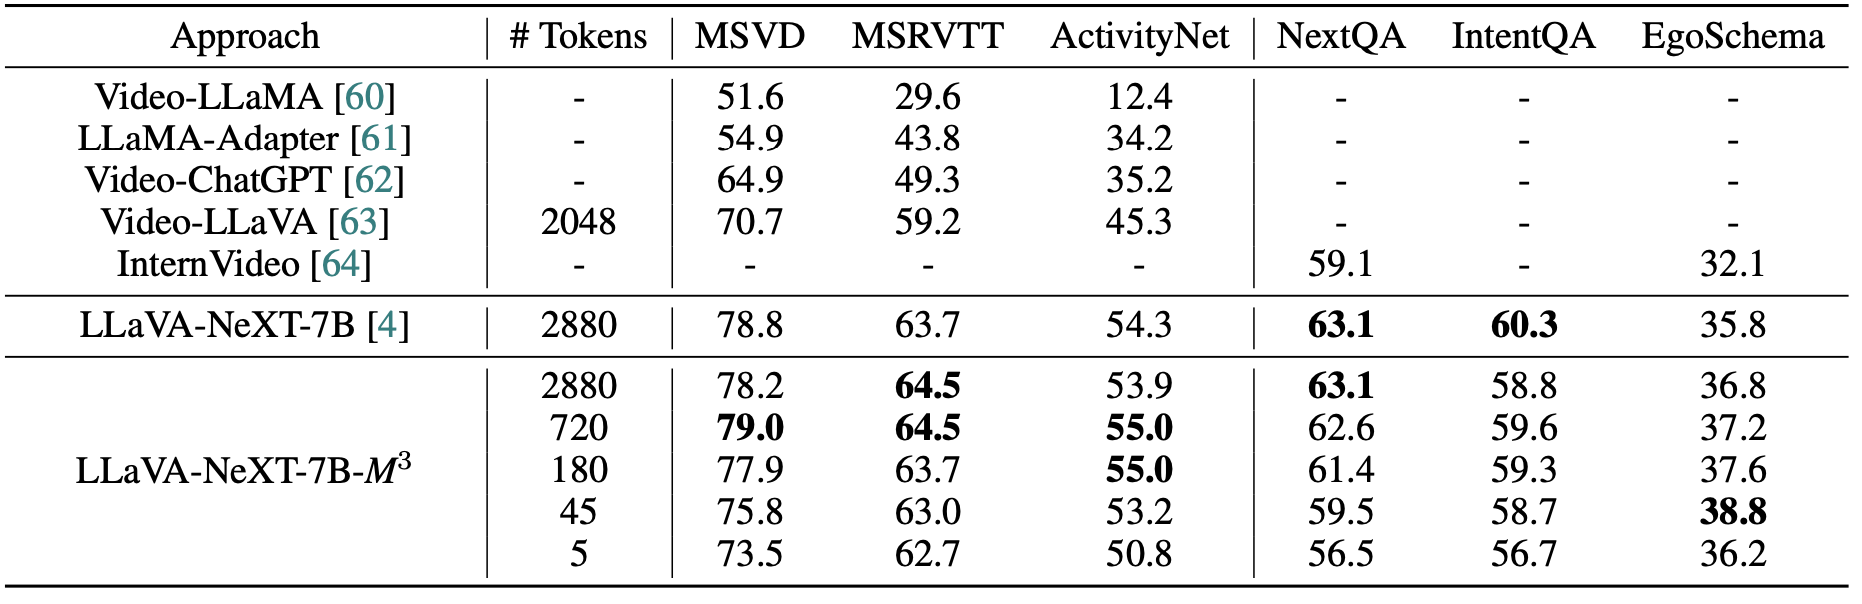 Approach # Tokens MSVD MSRVTT ActivityNet NextQA IntentQA EgoSchema
Video-LLaMA [60] - 51.6 29.6 12.4 - - -
LLaMA-Adapter [61] - 54.9 43.8 34.2 - - -
Video-ChatGPT [62] - 64.9 49.3 35.2 - - -
Video-LLaVA [63] 2048 70.7 59.2 45.3 - - -
InternVideo [64] - - - - 59.1 - 32.1
LLaVA-NeXT-7B [4] 2880 78.8 63.7 54.3 63.1 60.3 35.8
2880 78.2 64.5 53.9 63.1 58.8 36.8
720 79.0 64.5 55.0 62.6 59.6 37.2
LLaVA-NeXT-7B-M³ 180 77.9 63.7 55.0 61.4 59.3 37.6
45 75.8 63.0 53.2 59.5 58.7 38.8
5 73.5 62.7 50.8 56.5 56.7 36.2